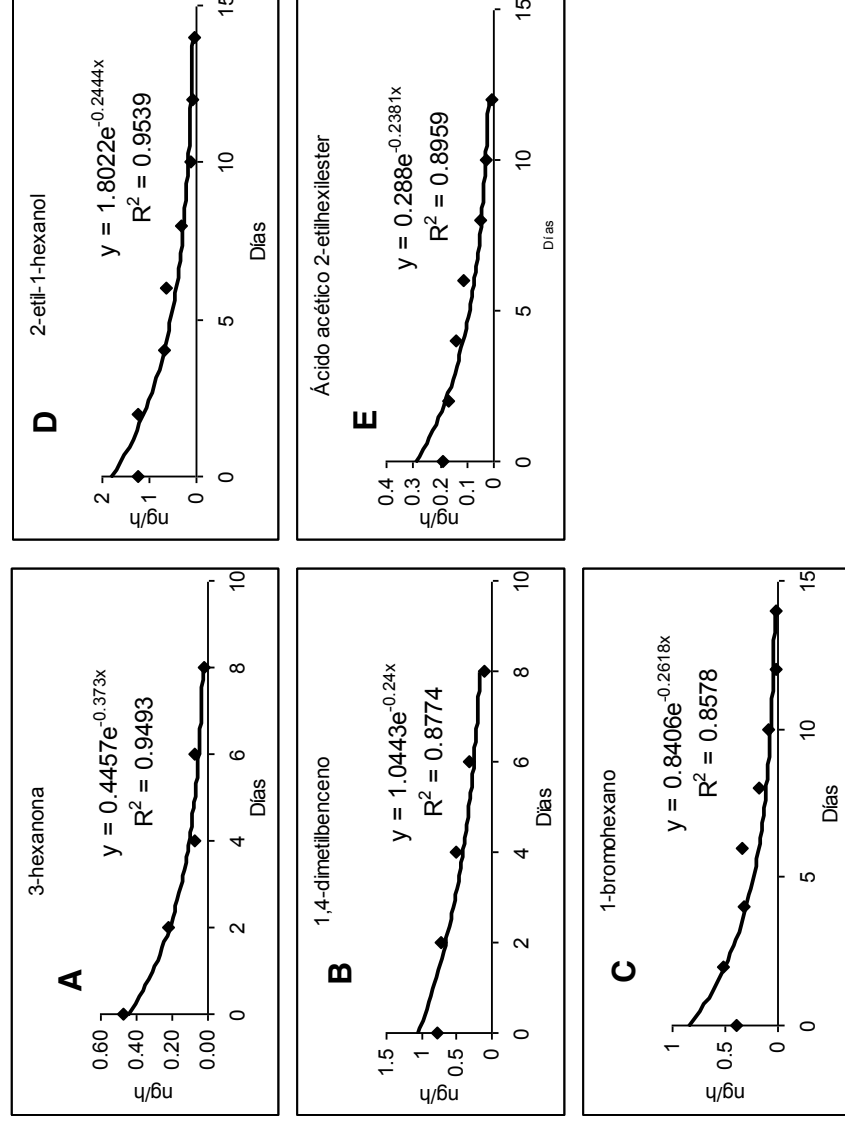 A
3-hexanona
y = 0.4457e^-0.373x
R² = 0.9493
ng/h
0.60
0.40
0.20
0.00
0 2 4 6 8 10
Días
B
1,4-dimetilbenceno
y = 1.0443e^-0.24x
R² = 0.8774
ng/h
1.5
1
0.5
0
0 2 4 6 8 10
Dïas
C
1-bromohexano
y = 0.8406e^-0.2618x
R² = 0.8578
ng/h
1
0.5
0
0 5 10 15
Días
D
2-etil-1-hexanol
y = 1.8022e^-0.2444x
R² = 0.9539
ng/h
2
1
0
0 5 10 15
Días
E
Ácido acético 2-etilhexilester
y = 0.288e^-0.2381x
R² = 0.8959
ng/h
0.4
0.3
0.2
0.1
0
0 5 10 15
Días